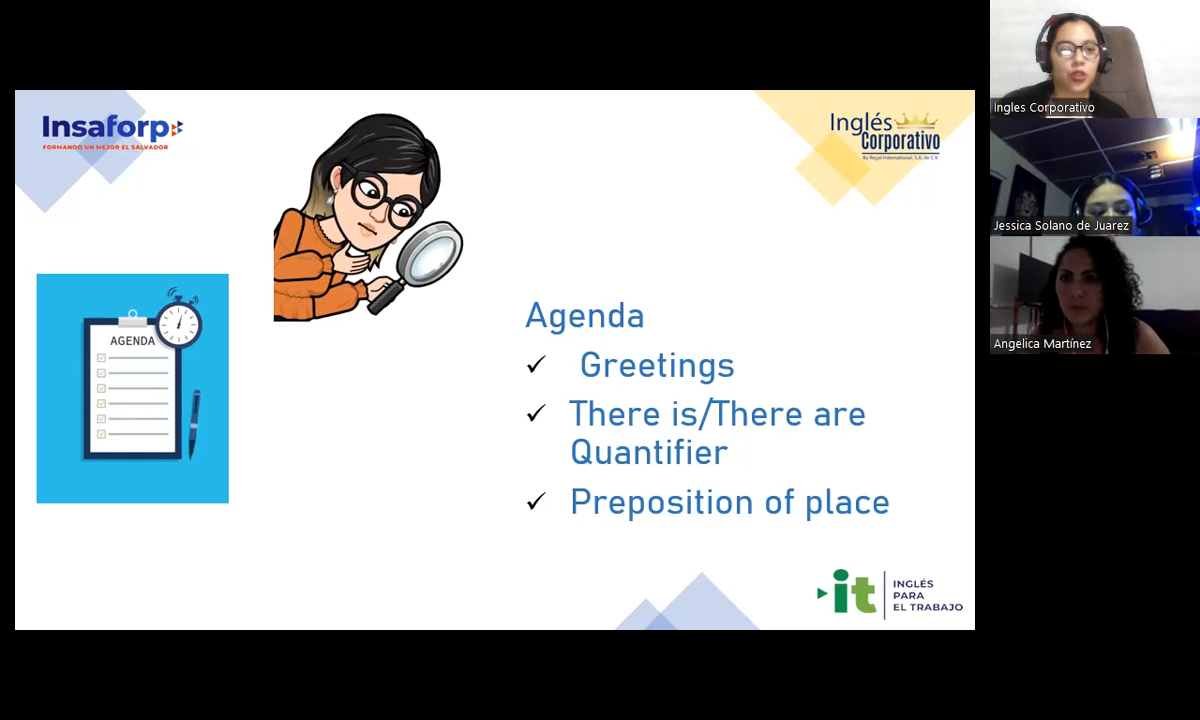 Insaforp
FORMANDO UN MEJOR EL SALVADOR
Inglés
Corporativo
By Regal International, S.A. de C.V.
AGENDA
Agenda
✓ Greetings
✓ There is/There are
Quantifier
✓ Preposition of place
it
INGLÉS
PARA
EL TRABAJO
Ingles Corporativo
Jessica Solano de Juarez
Angelica Martínez